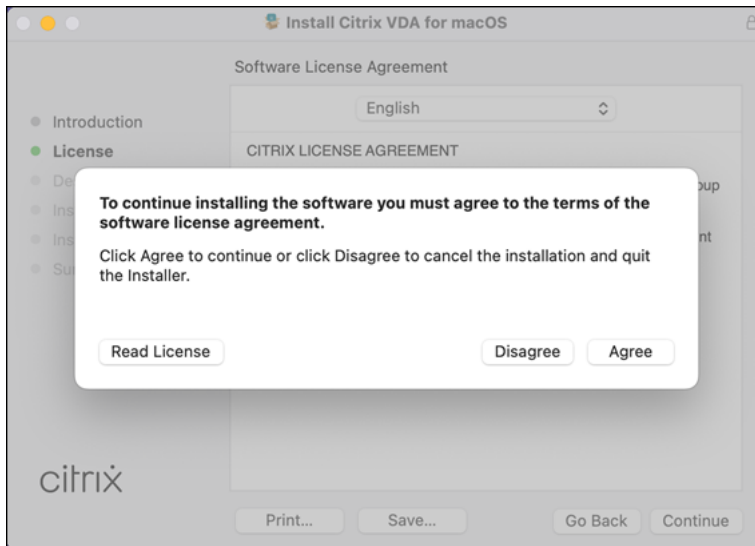 Install Citrix VDA for macOS
Software License Agreement
English
Introduction
License
CITRIX LICENSE AGREEMENT
To continue installing the software you must agree to the terms of the
software license agreement.
Click Agree to continue or click Disagree to cancel the installation and quit
the Installer.
Read License
Disagree
Agree
citrix
Print...
Save...
Go Back
Continue